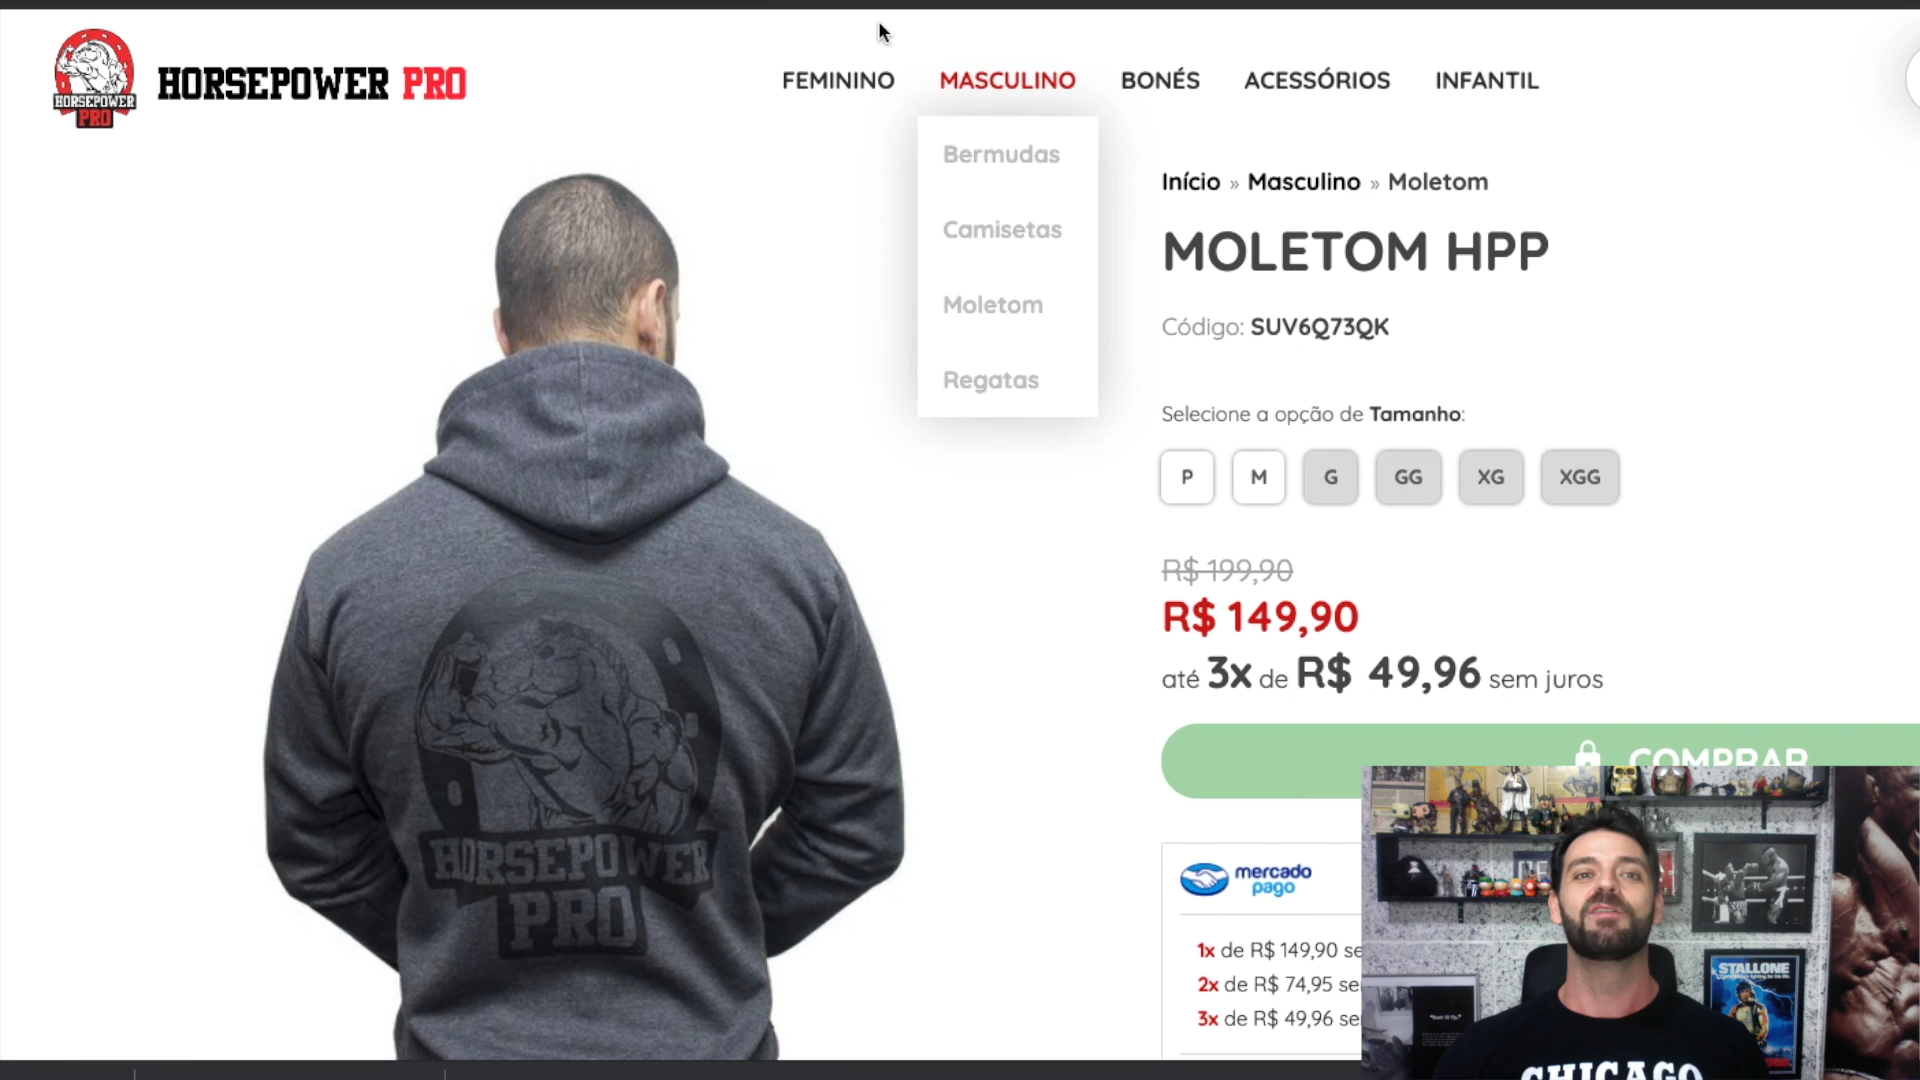 HORSEPOWER
PRO
HORSEPOWER PRO
FEMININO
MASCULINO
BONÉS
ACESSÓRIOS
INFANTIL
Bermudas
Camisetas
Moletom
Regatas
Início » Masculino » Moletom
MOLETOM HPP
Código: SUV6Q73QK
Selecione a opção de Tamanho:
P
M
G
GG
XG
XGG
R$ 199,90
R$ 149,90
até 3x de R$ 49,96 sem juros
COMPRAR
HORSEPOWER
PRO
mercado
pago
1x de R$ 149,90 se
2x de R$ 74,95 se
3x de R$ 49,96 se
STALLONE
CHICAGO